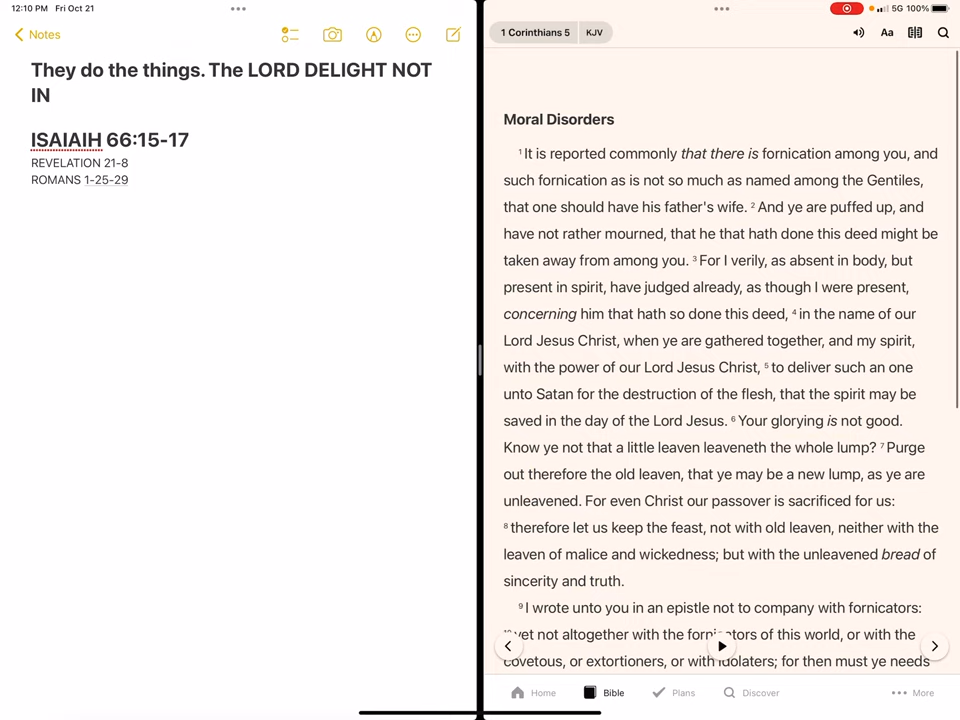 12:10 PM Fri Oct 21
Notes
They do the things. The LORD DELIGHT NOT
IN
ISAIAIH 66:15-17
REVELATION 21-8
ROMANS 1-25-29
5G 100%
1 Corinthians 5 KJV
Aa
Moral Disorders
1 It is reported commonly that there is fornication among you, and
such fornication as is not so much as named among the Gentiles,
that one should have his father's wife. 2 And ye are puffed up, and
have not rather mourned, that he that hath done this deed might be
taken away from among you. 3 For I verily, as absent in body, but
present in spirit, have judged already, as though I were present,
concerning him that hath so done this deed, 4 in the name of our
Lord Jesus Christ, when ye are gathered together, and my spirit,
with the power of our Lord Jesus Christ, 5 to deliver such an one
unto Satan for the destruction of the flesh, that the spirit may be
saved in the day of the Lord Jesus. 6 Your glorying is not good.
Know ye not that a little leaven leaveneth the whole lump? 7 Purge
out therefore the old leaven, that ye may be a new lump, as ye are
unleavened. For even Christ our passover is sacrificed for us:
8 therefore let us keep the feast, not with old leaven, neither with the
leaven of malice and wickedness; but with the unleavened bread of
sincerity and truth.
9 I wrote unto you in an epistle not to company with fornicators:
10 yet not altogether with the fornicators of this world, or with the
covetous, or extortioners, or with idolaters; for then must ye needs
Home Bible Plans Discover More